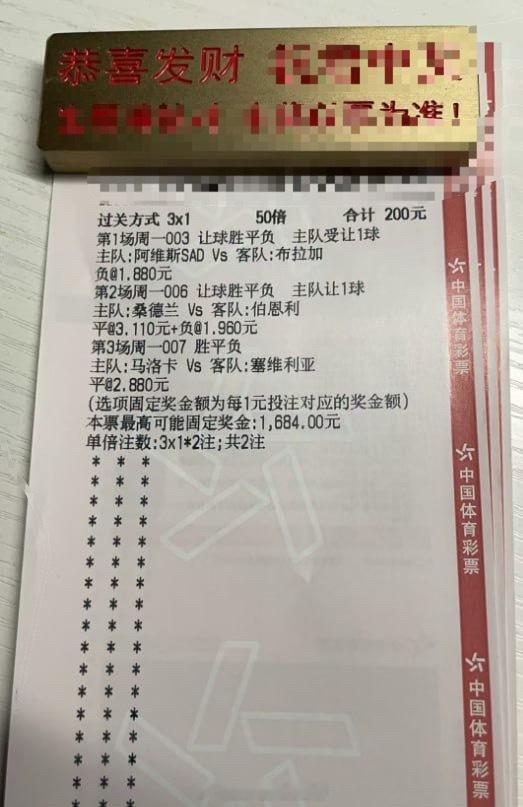 恭喜发财
过关方式 3x1 50倍 合计 200元
第1场周一003 让球胜平负 主队受让1球
主队:阿维斯SAD Vs 客队:布拉加
负@1.880元
第2场周一006 让球胜平负 主队让1球
主队:桑德兰 Vs 客队:伯恩利
平@3.110元+负@1.960元
第3场周一007 胜平负
主队:马洛卡 Vs 客队:塞维利亚
平@2.880元
(选项固定奖金额为每1元投注对应的奖金额)
本票最高可能固定奖金:1,684.00元
单倍注数:3x1*2注;共2注
中国体育彩票
中国体育彩票
中国体育彩票